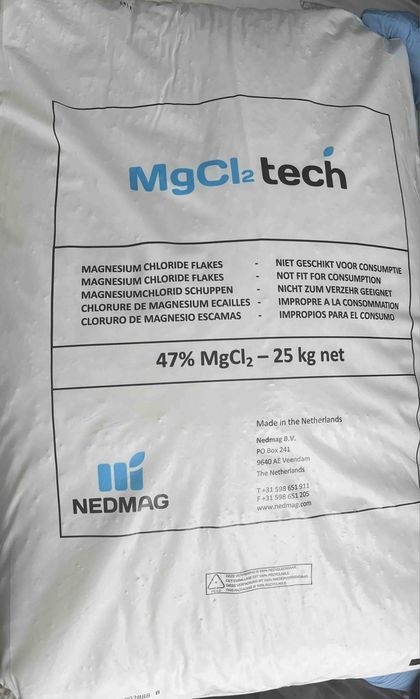 MgCl₂ tech
MAGNESIUM CHLORIDE FLAKES - NIET GESCHIKT VOOR CONSUMPTIE
MAGNESIUM CHLORIDE FLAKES - NOT FIT FOR CONSUMPTION
MAGNESIUMCHLORID SCHUPPEN - NICHT ZUM VERZEHR GEEIGNET
CHLORURE DE MAGNESIUM ECAILLES - IMPROPRE A LA CONSOMMATION
CLORURO DE MAGNESIO ESCAMAS - IMPROPIOS PARA EL CONSUMO
47% MgCl₂ – 25 kg net
Made in the Netherlands
Nedmag B.V.
PO Box 241
9640 AE Veendam
The Netherlands
T +31 598 651 911
F +31 598 651 205
www.nedmag.com
NEDMAG